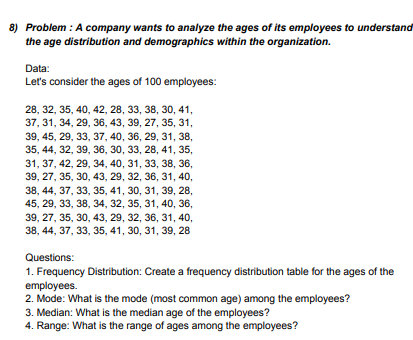 8) Problem : A company wants to analyze the ages of its employees to understand
the age distribution and demographics within the organization.
Data:
Let's consider the ages of 100 employees:
28, 32, 35, 40, 42, 28, 33, 38, 30, 41,
37, 31, 34, 29, 36, 43, 39, 27, 35, 31,
39, 45, 29, 33, 37, 40, 36, 29, 31, 38,
35, 44, 32, 39, 36, 30, 33, 28, 41, 35,
31, 37, 42, 29, 34, 40, 31, 33, 38, 36,
39, 27, 35, 30, 43, 29, 32, 36, 31, 40,
38, 44, 37, 33, 35, 41, 30, 31, 39, 28,
45, 29, 33, 38, 34, 32, 35, 31, 40, 36,
39, 27, 35, 30, 43, 29, 32, 36, 31, 40,
38, 44, 37, 33, 35, 41, 30, 31, 39, 28
Questions:
1. Frequency Distribution: Create a frequency distribution table for the ages of the
employees.
2. Mode: What is the mode (most common age) among the employees?
3. Median: What is the median age of the employees?
4. Range: What is the range of ages among the employees?